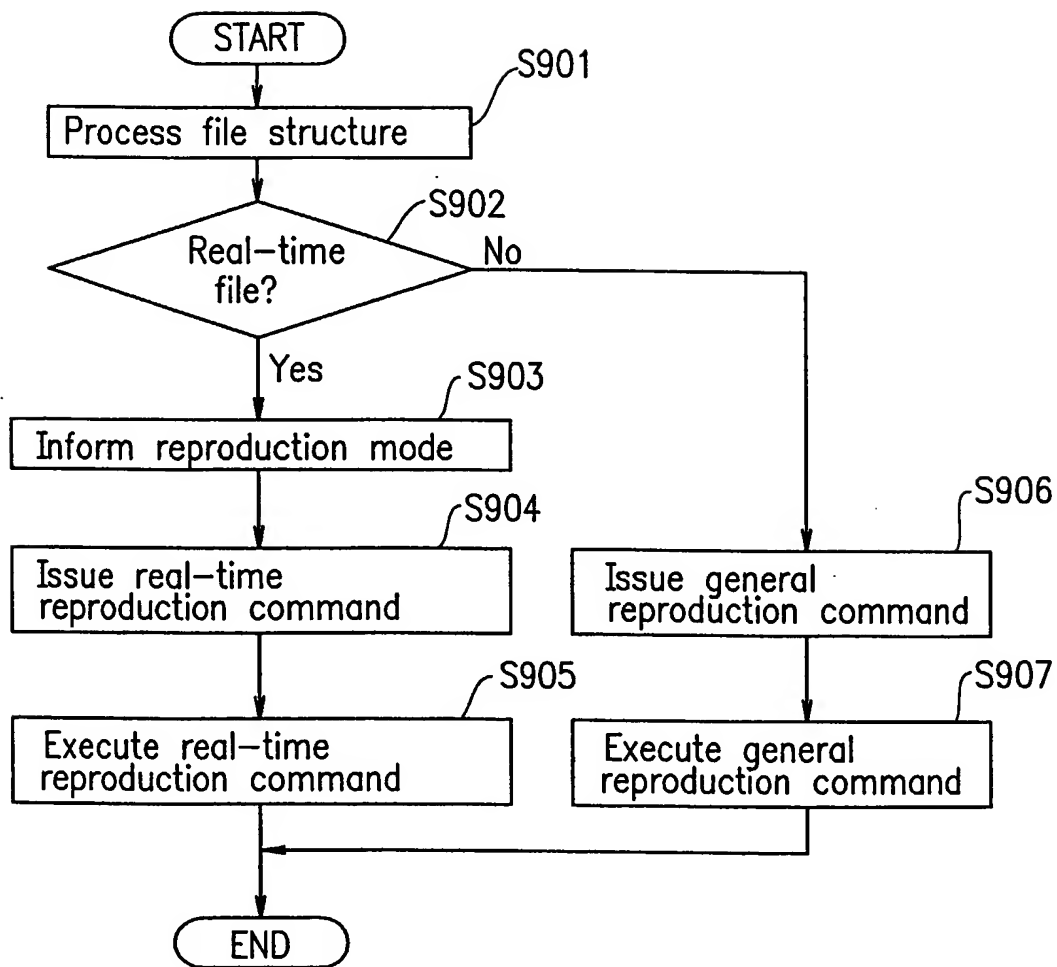 START
S901
Process file structure
S902
Real-time
file?
No
Yes
S903
Inform reproduction mode
S904
Issue real-time
reproduction command
S906
Issue general
reproduction command
S905
Execute real-time
reproduction command
S907
Execute general
reproduction command
END